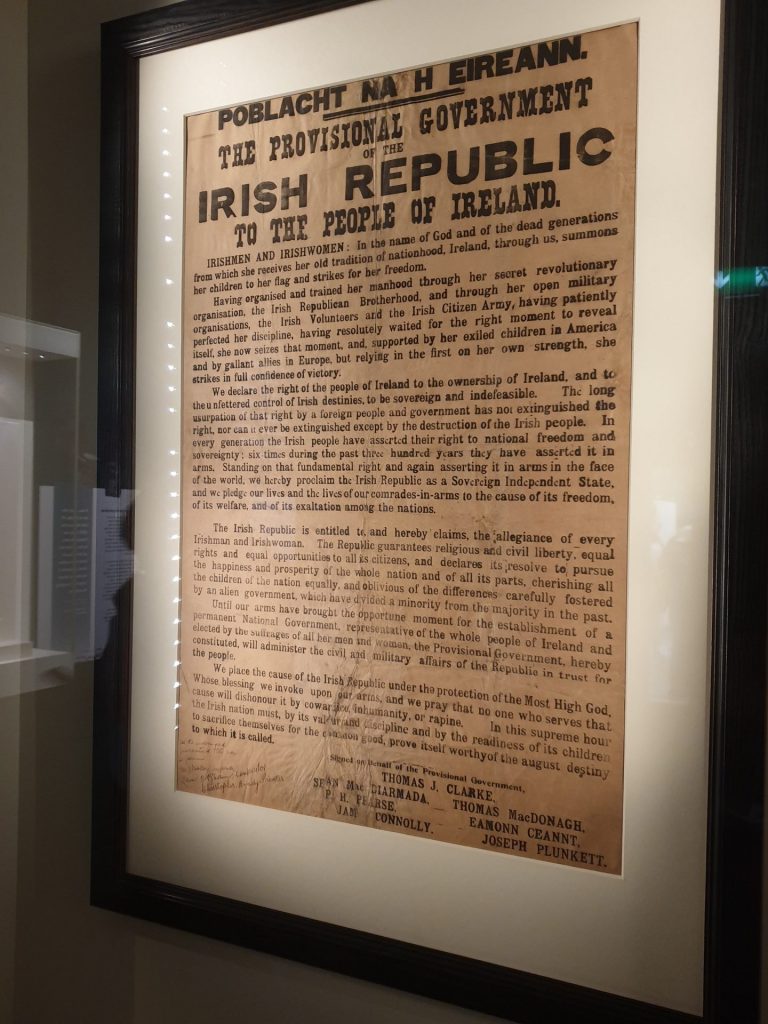 POBLACHT NA H EIREANN.
THE PROVISIONAL GOVERNMENT
OF THE
IRISH REPUBLIC
TO THE PEOPLE OF IRELAND.
IRISHMEN AND IRISHWOMEN: In the name of God and of the dead generations
from which she receives her old tradition of nationhood, Ireland, through us, summons
her children to her flag and strikes for her freedom.
Having organised and trained her manhood through her secret revolutionary
organisation, the Irish Republican Brotherhood, and through her open military
organisations, the Irish Volunteers and the Irish Citizen Army, having patiently
perfected her discipline, having resolutely waited for the right moment to reveal
itself, she now seizes that moment, and, supported by her exiled children in America
and by gallant allies in Europe, but relying in the first on her own strength, she
strikes in full confidence of victory.
We declare the right of the people of Ireland to the ownership of Ireland, and to
the unfettered control of Irish destinies, to be sovereign and indefeasible. The long
usurpation of that right by a foreign people and government has not extinguished the
right, nor can it ever be extinguished except by the destruction of the Irish people. In
every generation the Irish people have asserted their right to national freedom and
sovereignty; six times during the past three hundred years they have asserted it in
arms. Standing on that fundamental right and again asserting it in arms in the face
of the world, we hereby proclaim the Irish Republic as a Sovereign Independent State,
and we pledge our lives and the lives of our comrades-in-arms to the cause of its freedom,
of its welfare, and of its exaltation among the nations.
The Irish Republic is entitled to, and hereby claims, the allegiance of every
Irishman and Irishwoman. The Republic guarantees religious and civil liberty, equal
rights and equal opportunities to all its citizens, and declares its resolve to pursue
the happiness and prosperity of the whole nation and of all its parts, cherishing all
the children of the nation equally, and oblivious of the differences carefully fostered
by an alien government, which have divided a minority from the majority in the past.
Until our arms have brought the opportune moment for the establishment of a
permanent National Government, representative of the whole people of Ireland and
elected by the suffrages of all her men and women, the Provisional Government, hereby
constituted, will administer the civil and military affairs of the Republic in trust for
the people.
We place the cause of the Irish Republic under the protection of the Most High God,
Whose blessing we invoke upon our arms, and we pray that no one who serves that
cause will dishonour it by cowardice, inhumanity, or rapine. In this supreme hour
the Irish nation must, by its valour and discipline and by the readiness of its children
to sacrifice themselves for the common good, prove itself worthy of the august destiny
to which it is called.
Signed on Behalf of the Provisional Government,
THOMAS J. CLARKE,
SEAN Mac DIARMADA, THOMAS MacDONAGH,
P. H. PEARSE, EAMONN CEANNT,
CONNOLLY. JOSEPH PLUNKETT.